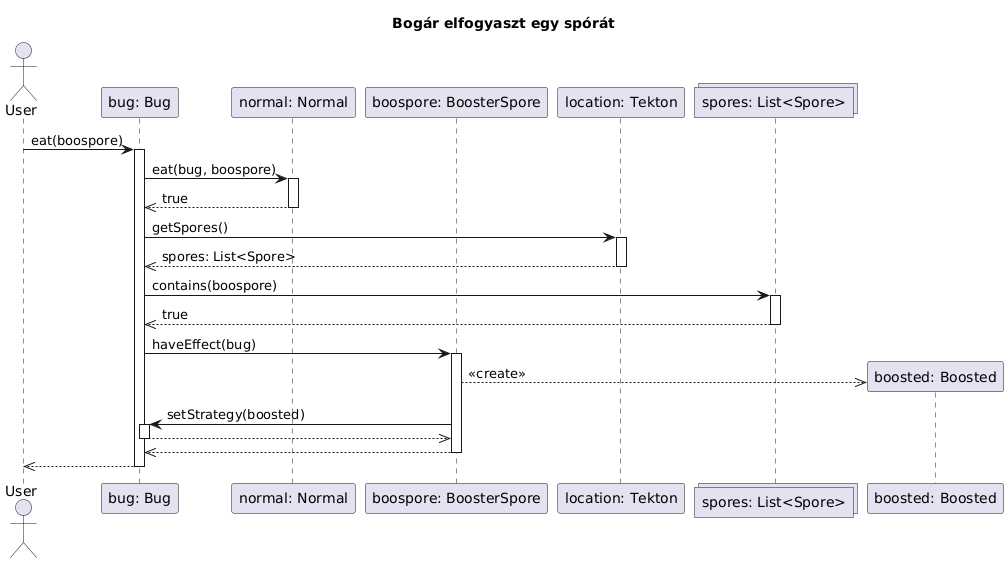 Bogár elfogyaszt egy spórát
User
bug: Bug
normal: Normal
boospore: BoosterSpore
location: Tekton
spores: List<Spore>
eat(boospore)
eat(bug, boospore)
true
getSpores()
spores: List<Spore>
contains(boospore)
true
haveEffect(bug)
«create»
boosted: Boosted
setStrategy(boosted)
User
bug: Bug
normal: Normal
boospore: BoosterSpore
location: Tekton
spores: List<Spore>
boosted: Boosted